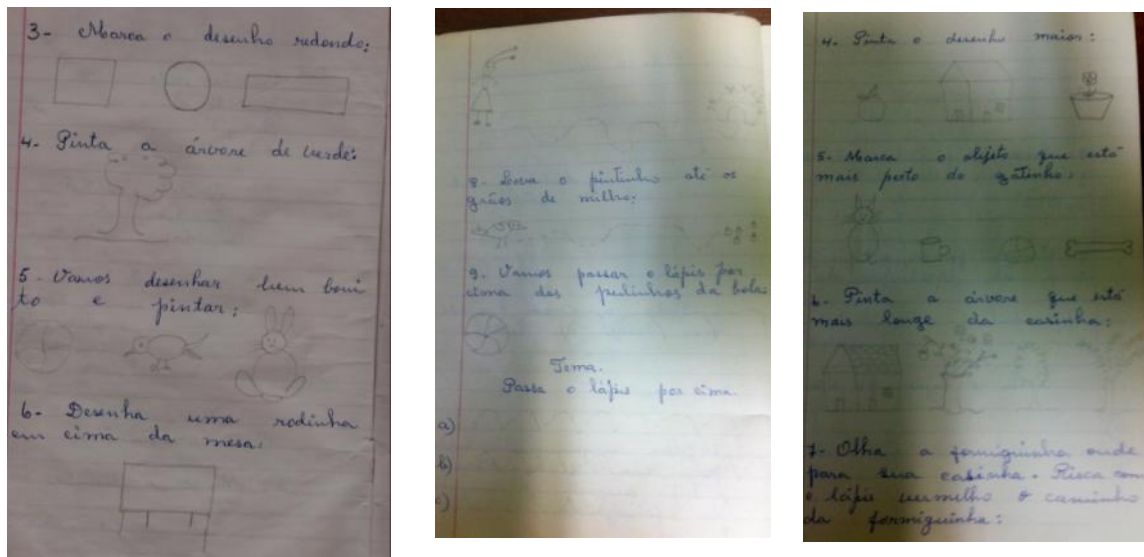 3- Marca o desenho redondo:
4- Pinta a árvore de verde:
5- Vamos desenhar bem boni
to e pintar:
6- Desenha uma rodinha
em cima da mesa:
8- Leva o pintinho até os
grãos de milho:
9- Vamos passar o lápis por
cima dos pulinhos da bola:
Tema.
Passa o lápis por cima.
a)
b)
c)
4- Pinta o desenho maior:
5- Marca o objeto que está
mais perto do gatinho:
6- Pinta a árvore que está
mais longe da casinha:
7- Olha a formiguinha onde
para sua casinha. Risca com
o lápis vermelho o caminho
da formiguinha: